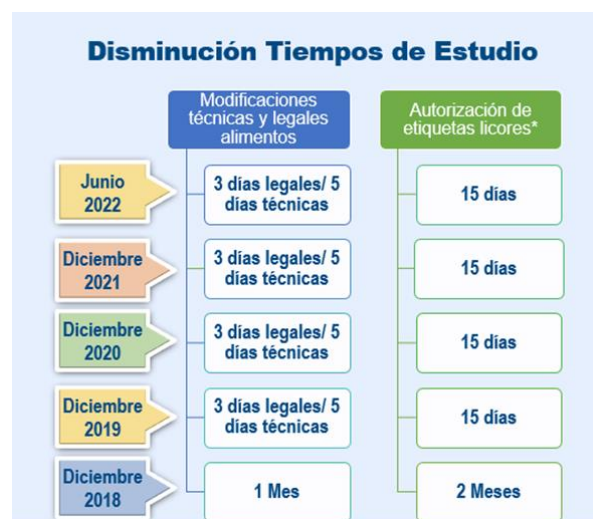 Disminución Tiempos de Estudio
Modificaciones
técnicas y legales
alimentos
Autorización de
etiquetas licores*
Junio
2022
3 días legales/ 5
días técnicas
15 días
Diciembre
2021
3 días legales/ 5
días técnicas
15 días
Diciembre
2020
3 días legales/ 5
días técnicas
15 días
Diciembre
2019
3 días legales/ 5
días técnicas
15 días
Diciembre
2018
1 Mes
2 Meses